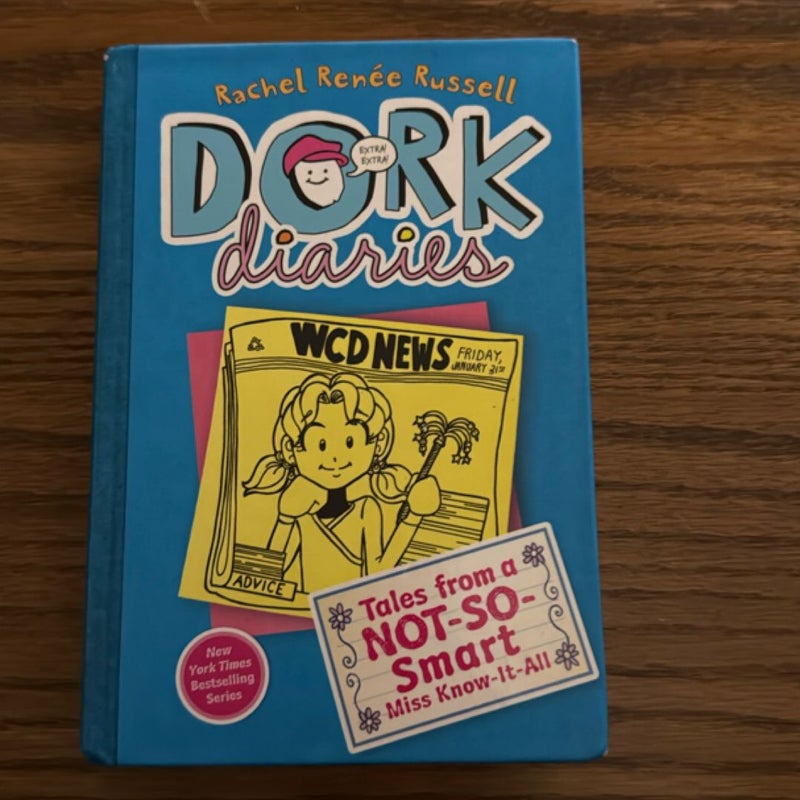 Rachel Renée Russell
DORK
EXTRA!
EXTRA!
diaries
WCD NEWS
FRIDAY,
JANUARY 31ST
ADVICE
Tales from a
NOT-SO-
Smart
Miss Know-It-All
New
York Times
Bestselling
Series